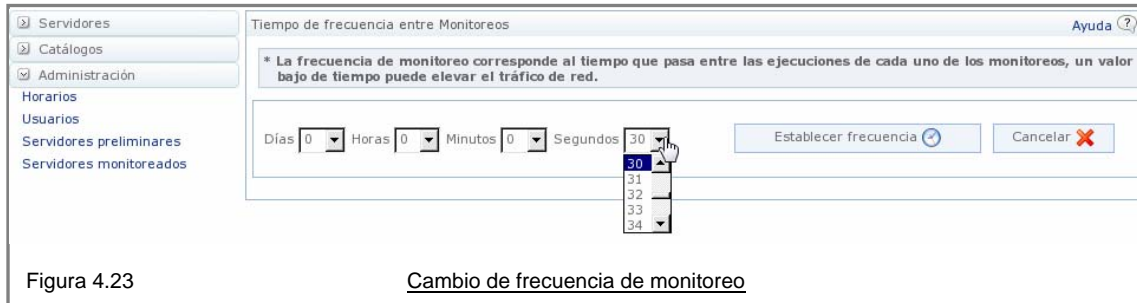 Servidores
Catálogos
Administración
Horarios
Usuarios
Servidores preliminares
Servidores monitoreados
Tiempo de frecuencia entre Monitoreos
Ayuda
* La frecuencia de monitoreo corresponde al tiempo que pasa entre las ejecuciones de cada uno de los monitoreos, un valor
bajo de tiempo puede elevar el tráfico de red.
Días 0 Horas 0 Minutos 0 Segundos 30 Establecer frecuencia Cancelar
30
31
32
33
34
Figura 4.23 Cambio de frecuencia de monitoreo